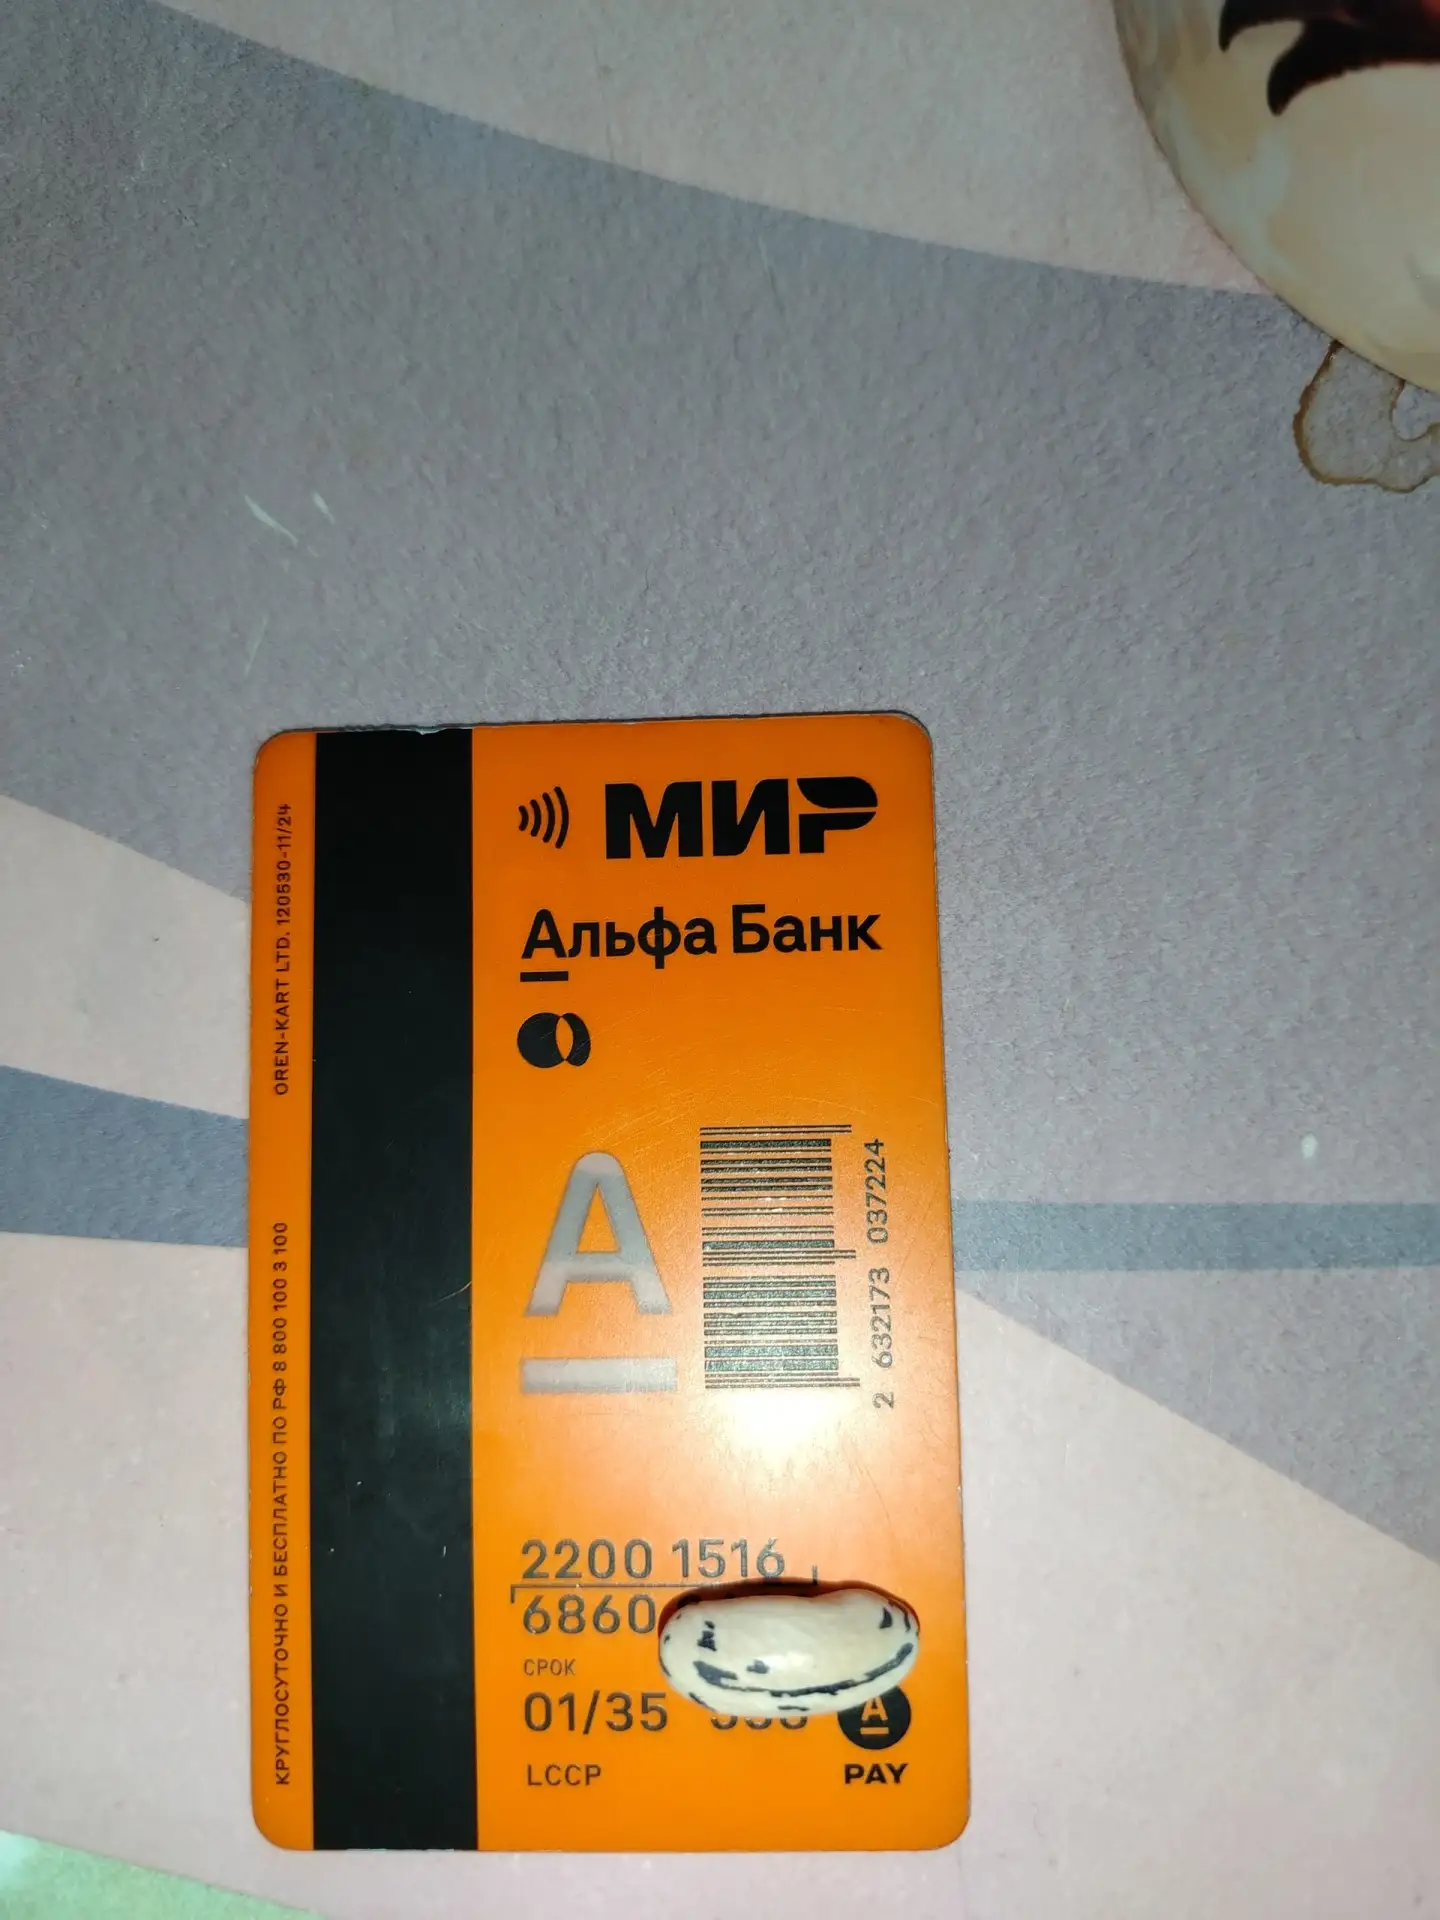 МИР
Альфа Банк
А
2 632173 037224
2200 1516
6860
СРОК
01/35
LCCP
А
PAY
OREN-KART LTD. 120530-11/24
КРУГЛОСУТОЧНО И БЕСПЛАТНО ПО РФ 8 800 100 3 100